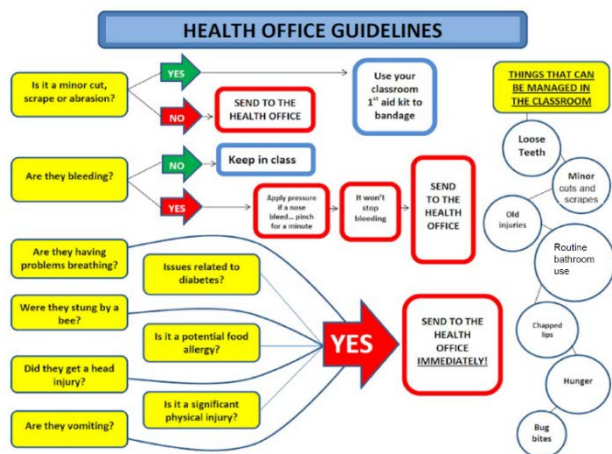 HEALTH OFFICE GUIDELINES
Is it a minor cut,
scrape or abrasion?
YES
Use your
classroom
1st aid kit to
bandage
NO
SEND TO THE
HEALTH OFFICE
Are they bleeding?
NO
Keep in class
YES
Apply pressure
if a nose
bleed... pinch
for a minute
It won't
stop
bleeding
SEND
TO THE
HEALTH
OFFICE
Are they having
problems breathing?
Were they stung by a
bee?
Did they get a head
injury?
Are they vomiting?
Issues related to
diabetes?
Is it a potential food
allergy?
Is it a significant
physical injury?
YES
SEND TO THE
HEALTH
OFFICE
IMMEDIATELY!
THINGS THAT CAN
BE MANAGED IN
THE CLASSROOM
Loose
Teeth
Minor
cuts and
scrapes
Old
injuries
Routine
bathroom
use
Chapped
lips
Hunger
Bug
bites